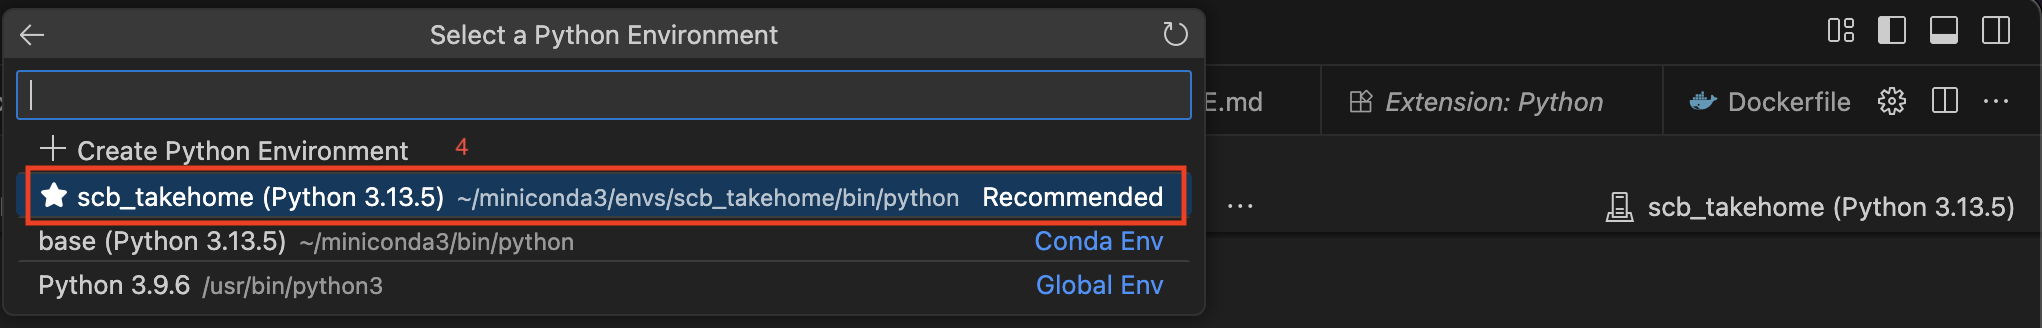 Select a Python Environment
E.md
Extension: Python
Dockerfile
...
+ Create Python Environment 4
scb_takehome (Python 3.13.5) ~/miniconda3/envs/scb_takehome/bin/python Recommended
... scb_takehome (Python 3.13.5)
base (Python 3.13.5) ~/miniconda3/bin/python Conda Env
Python 3.9.6 /usr/bin/python3 Global Env